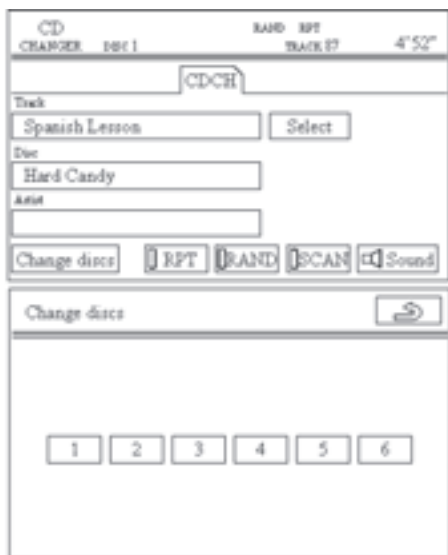 CD RAND RPT
CHANGER DISC 1 TRACK 87 4'52"
CDCH
Track
Spanish Lesson Select
Disc
Hard Candy
Artist
Change discs RPT RAND SCAN Sound
Change discs
1 2 3 4 5 6